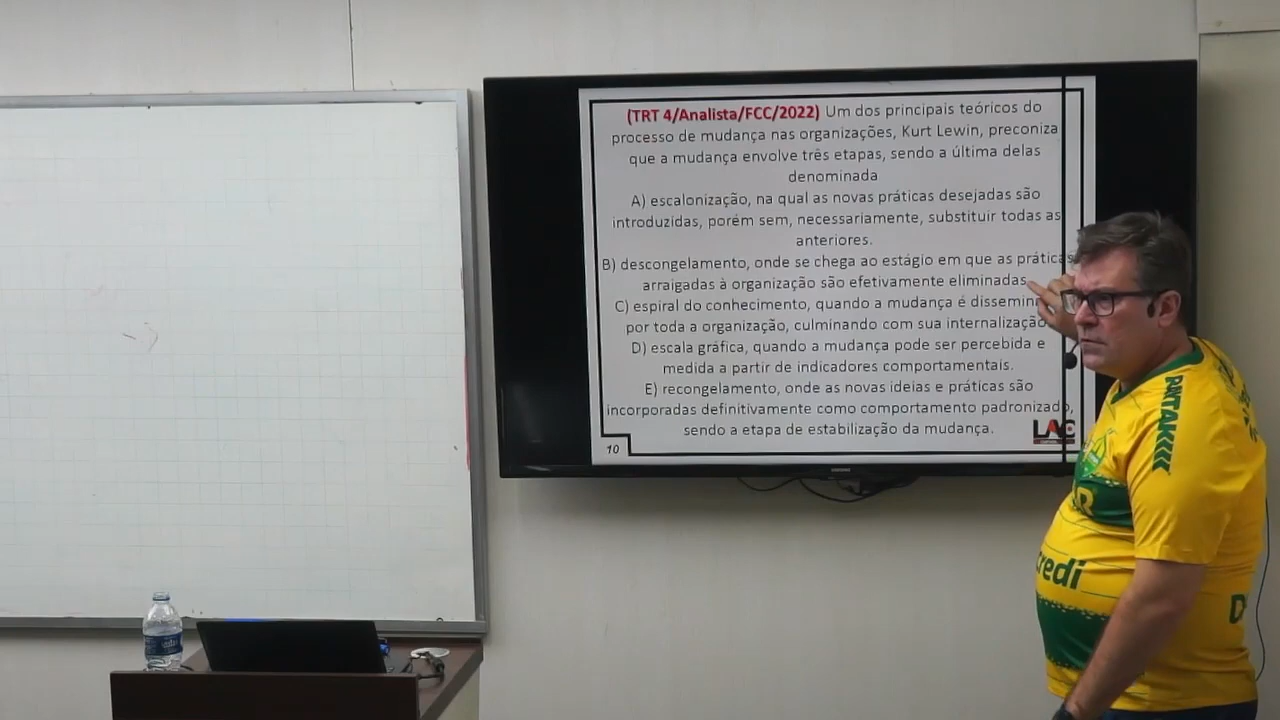 (TRT 4/Analista/FCC/2022) Um dos principais teóricos do
processo de mudança nas organizações, Kurt Lewin, preconiza
que a mudança envolve três etapas, sendo a última delas
denominada
A) escalonização, na qual as novas práticas desejadas são
introduzidas, porém sem, necessariamente, substituir todas as
anteriores.
B) descongelamento, onde se chega ao estágio em que as práticas
arraigadas à organização são efetivamente eliminadas.
C) espiral do conhecimento, quando a mudança é dissemin
por toda a organização, culminando com sua internalização
D) escala gráfica, quando a mudança pode ser percebida e
medida a partir de indicadores comportamentais.
E) recongelamento, onde as novas ideias e práticas são
incorporadas definitivamente como comportamento padronizado,
sendo a etapa de estabilização da mudança.
LAC
10
credi